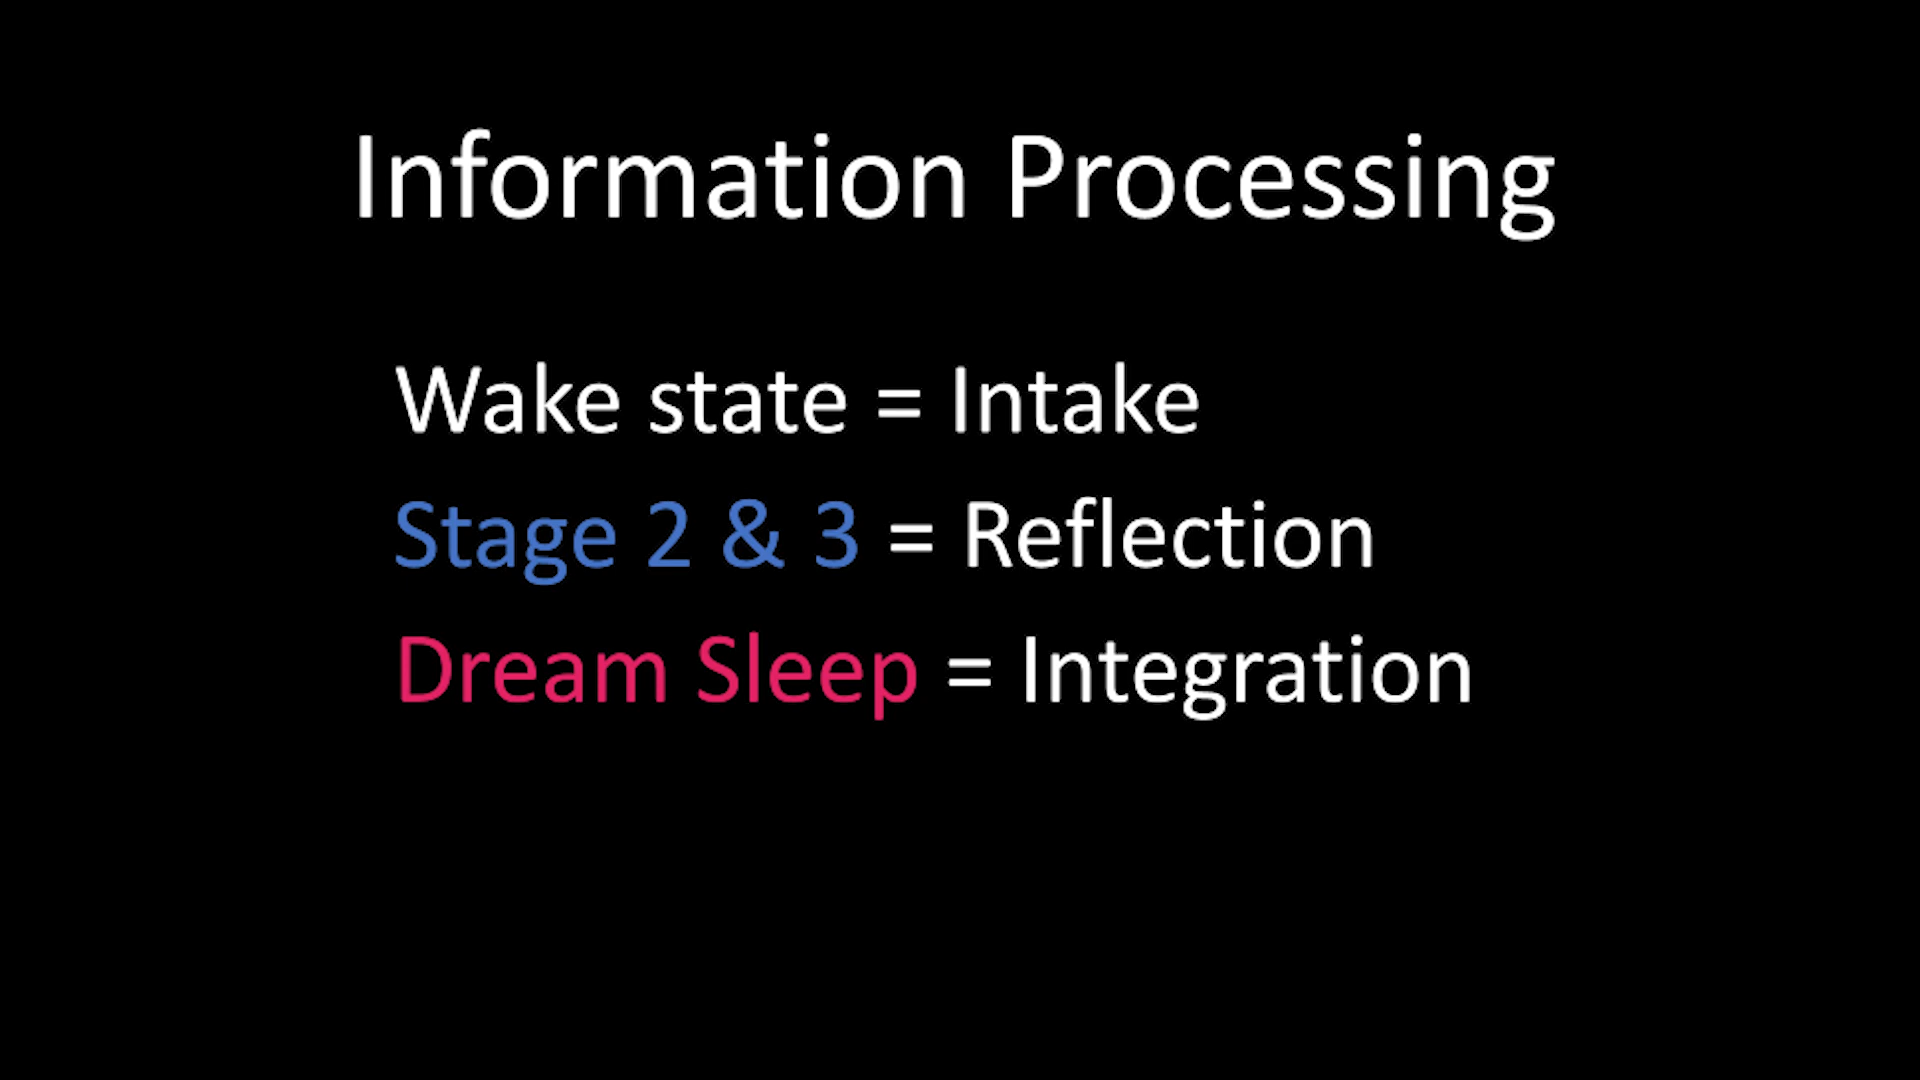 Information Processing
Wake state = Intake
Stage 2 & 3 = Reflection
Dream Sleep = Integration